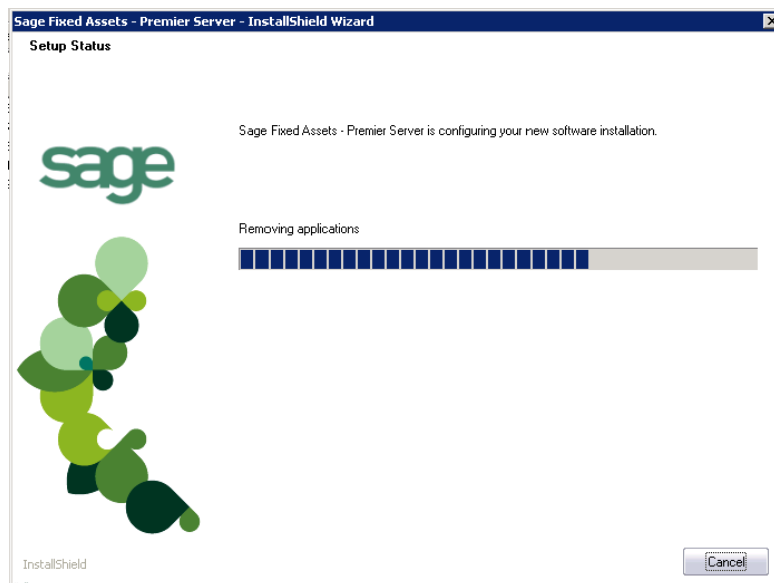 Sage Fixed Assets - Premier Server - InstallShield Wizard
Setup Status
Sage Fixed Assets - Premier Server is configuring your new software installation.
sage
Removing applications
InstallShield
Cancel